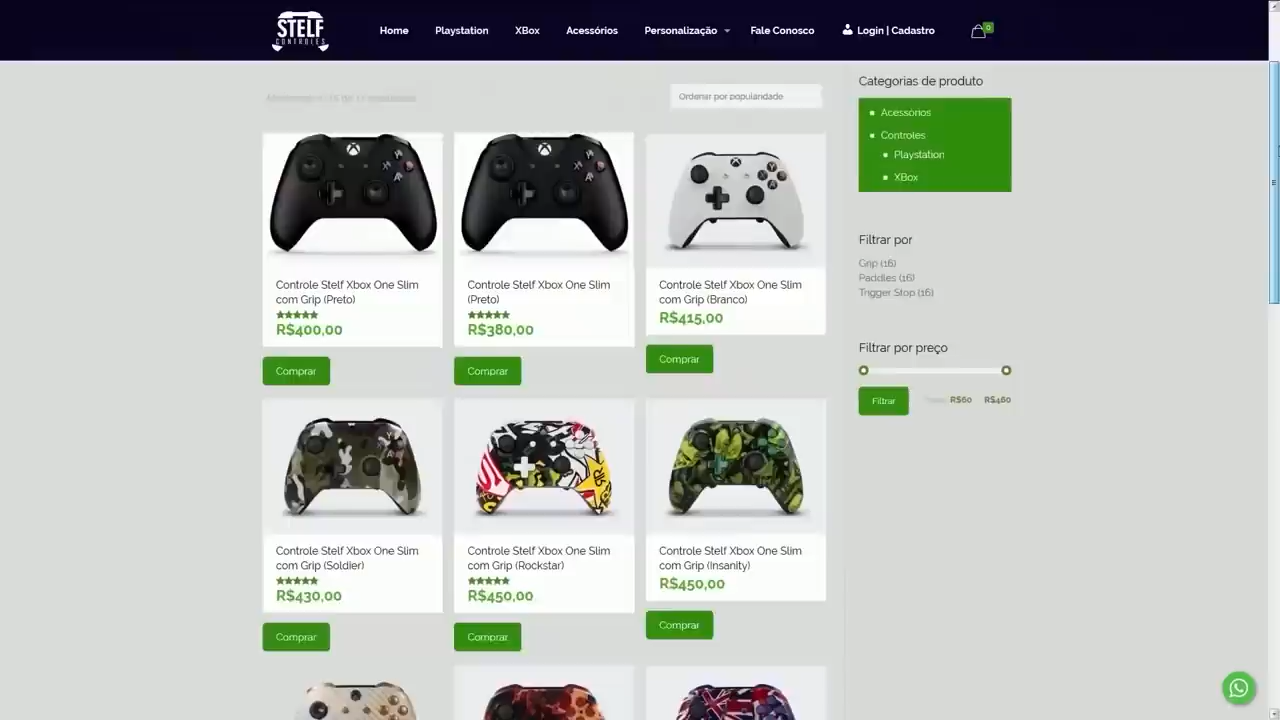 STELF
CONTROLES
Home
Playstation
XBox
Acessórios
Personalização
Fale Conosco
Login | Cadastro
0
Ordenar por popularidade
Categorias de produto
Acessórios
Controles
Playstation
XBox
Filtrar por
Grip (16)
Paddles (16)
Trigger Stop (16)
Filtrar por preço
Filtrar
R$60
R$460
Controle Stelf Xbox One Slim
com Grip (Preto)
R$400,00
Comprar
Controle Stelf Xbox One Slim
(Preto)
R$380,00
Comprar
Controle Stelf Xbox One Slim
com Grip (Branco)
R$415,00
Comprar
Controle Stelf Xbox One Slim
com Grip (Soldier)
R$430,00
Comprar
Controle Stelf Xbox One Slim
com Grip (Rockstar)
R$450,00
Comprar
Controle Stelf Xbox One Slim
com Grip (Insanity)
R$450,00
Comprar